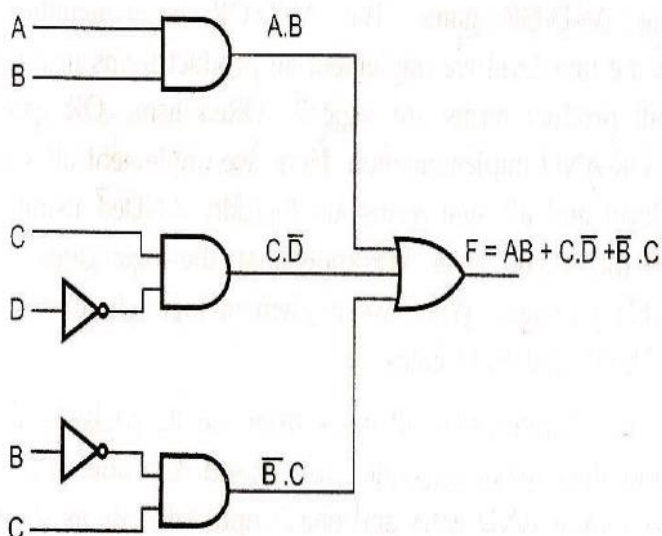 A
A.B
B
C
C.D̅
F = AB + C.D̅ + B̅ .C
D
B
B̅ .C
C